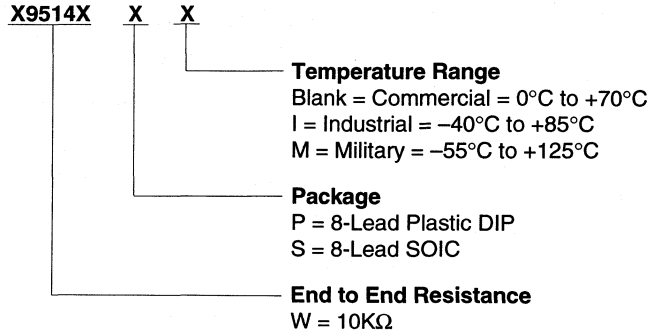 X9514X X X
Temperature Range
Blank = Commercial = 0°C to +70°C
I = Industrial = –40°C to +85°C
M = Military = –55°C to +125°C
Package
P = 8-Lead Plastic DIP
S = 8-Lead SOIC
End to End Resistance
W = 10KΩ